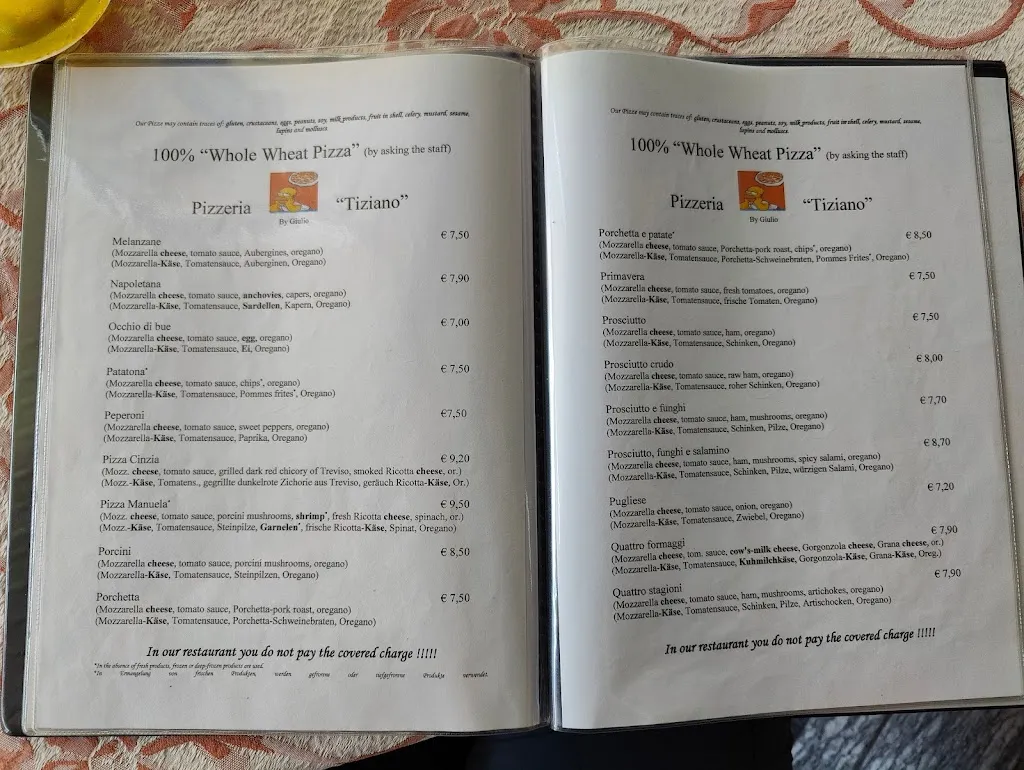 Our Pizze may contain traces of: gluten, crustaceans, eggs, peanuts, soy, milk products, fruit in shell, celery, mustard, sesame,
lupins and molluscs
100% “Whole Wheat Pizza” (by asking the staff)
Pizzeria “Tiziano”
By Giulio
Melanzane € 7,50
(Mozzarella cheese, tomato sauce, Aubergines, oregano)
(Mozzarella-Käse, Tomatensauce, Auberginen, Oregano)
Napoletana € 7,90
(Mozzarella cheese, tomato sauce, anchovies, capers, oregano)
(Mozzarella-Käse, Tomatensauce, Sardellen, Kapern, Oregano)
Occhio di bue € 7,00
(Mozzarella cheese, tomato sauce, egg, oregano)
(Mozzarella-Käse, Tomatensauce, Ei, Oregano)
Patatona* € 7,50
(Mozzarella cheese, tomato sauce, chips*, oregano)
(Mozzarella-Käse, Tomatensauce, Pommes frites*, Oregano)
Peperoni €7,50
(Mozzarella cheese, tomato sauce, sweet peppers, oregano)
(Mozzarella-Käse, Tomatensauce, Paprika, Oregano)
Pizza Cinzia € 9,20
(Mozz. cheese, tomato sauce, grilled dark red chicory of Treviso, smoked Ricotta cheese, or.)
(Mozz.-Käse, Tomatens., gegrillte dunkelrote Zichorie aus Treviso, geräuch Ricotta-Käse, Or.)
Pizza Manuela* € 9,50
(Mozz. cheese, tomato sauce, porcini mushrooms, shrimp*, fresh Ricotta cheese, spinach, or.)
(Mozz.-Käse, Tomatensauce, Steinpilze, Garnelen*, frische Ricotta-Käse, Spinat, Oregano)
Porcini € 8,50
(Mozzarella cheese, tomato sauce, porcini mushrooms, oregano)
(Mozzarella-Käse, Tomatensauce, Steinpilzen, Oregano)
Porchetta € 7,50
(Mozzarella cheese, tomato sauce, Porchetta-pork roast, oregano)
(Mozzarella-Käse, Tomatensauce, Porchetta-Schweinebraten, Oregano)
In our restaurant you do not pay the covered charge !!!!!
*In the absence of fresh products, frozen or deep-frozen products are used.
*In Ermangelung von frischen Produkten, werden gefrorene oder tiefgefrorene Produkte verwendet.
Our Pizze may contain traces of: gluten, crustaceans, eggs, peanuts, soy, milk products, fruit in shell, celery, mustard, sesame,
lupins and molluscs
100% “Whole Wheat Pizza” (by asking the staff)
Pizzeria “Tiziano”
By Giulio
Porchetta e patate* € 8,50
(Mozzarella cheese, tomato sauce, Porchetta-pork roast, chips*, oregano)
(Mozzarella-Käse, Tomatensauce, Porchetta-Schweinebraten, Pommes Frites*, Oregano)
Primavera € 7,50
(Mozzarella cheese, tomato sauce, fresh tomatoes, oregano)
(Mozzarella-Käse, Tomatensauce, frische Tomaten, Oregano)
Prosciutto € 7,50
(Mozzarella cheese, tomato sauce, ham, oregano)
(Mozzarella-Käse, Tomatensauce, Schinken, Oregano)
Prosciutto crudo € 8,00
(Mozzarella cheese, tomato sauce, raw ham, oregano)
(Mozzarella-Käse, Tomatensauce, roher Schinken, Oregano)
Prosciutto e funghi € 7,70
(Mozzarella cheese, tomato sauce, ham, mushrooms, oregano)
(Mozzarella-Käse, Tomatensauce, Schinken, Pilze, Oregano)
Prosciutto, funghi e salamino € 8,70
(Mozzarella cheese, tomato sauce, ham, mushrooms, spicy salami, oregano)
(Mozzarella-Käse, Tomatensauce, Schinken, Pilze, würzigen Salami, Oregano)
Pugliese € 7,20
(Mozzarella cheese, tomato sauce, onion, oregano)
(Mozzarella-Käse, Tomatensauce, Zwiebel, Oregano)
Quattro formaggi € 7,90
(Mozzarella cheese, tom. sauce, cow's-milk cheese, Gorgonzola cheese, Grana cheese, or.)
(Mozzarella-Käse, Tomatensauce, Kuhmilchkäse, Gorgonzola-Käse, Grana-Käse, Oreg.)
Quattro stagioni € 7,90
(Mozzarella cheese, tomato sauce, ham, mushrooms, artichokes, oregano)
(Mozzarella-Käse, Tomatensauce, Schinken, Pilze, Artischocken, Oregano)
In our restaurant you do not pay the covered charge !!!!!